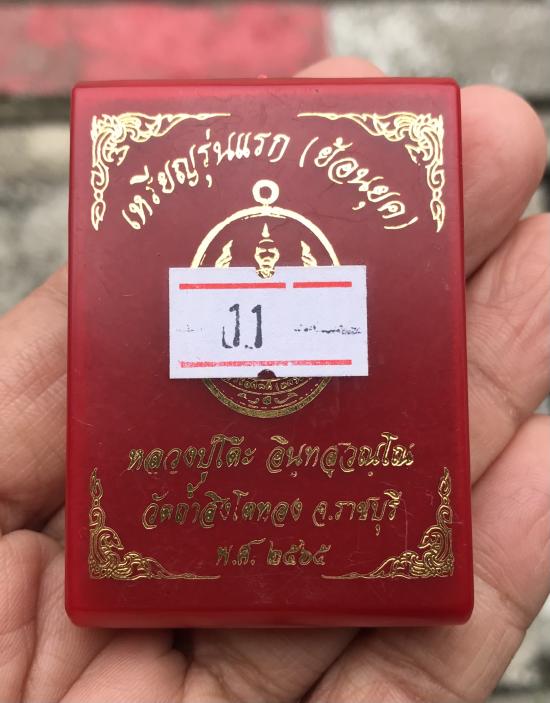 เหรียญรุ่นแรก (ย้อนยุค)
หลวงปู่โต๊ะ อินฺทสุวณฺโณ
วัดถ้ำสิงโตทอง จ.ราชบุรี
พ.ศ. ๒๕๖๕